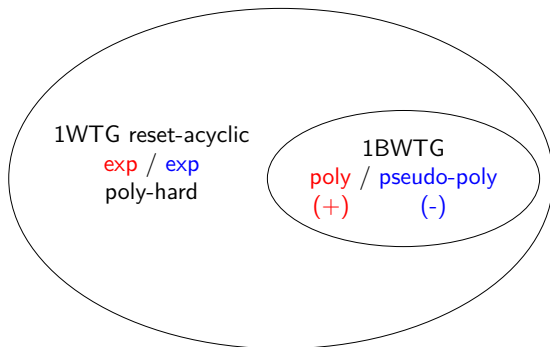 1WTG reset-acyclic
exp / exp
poly-hard
1BWTG
poly / pseudo-poly
(+) (-)